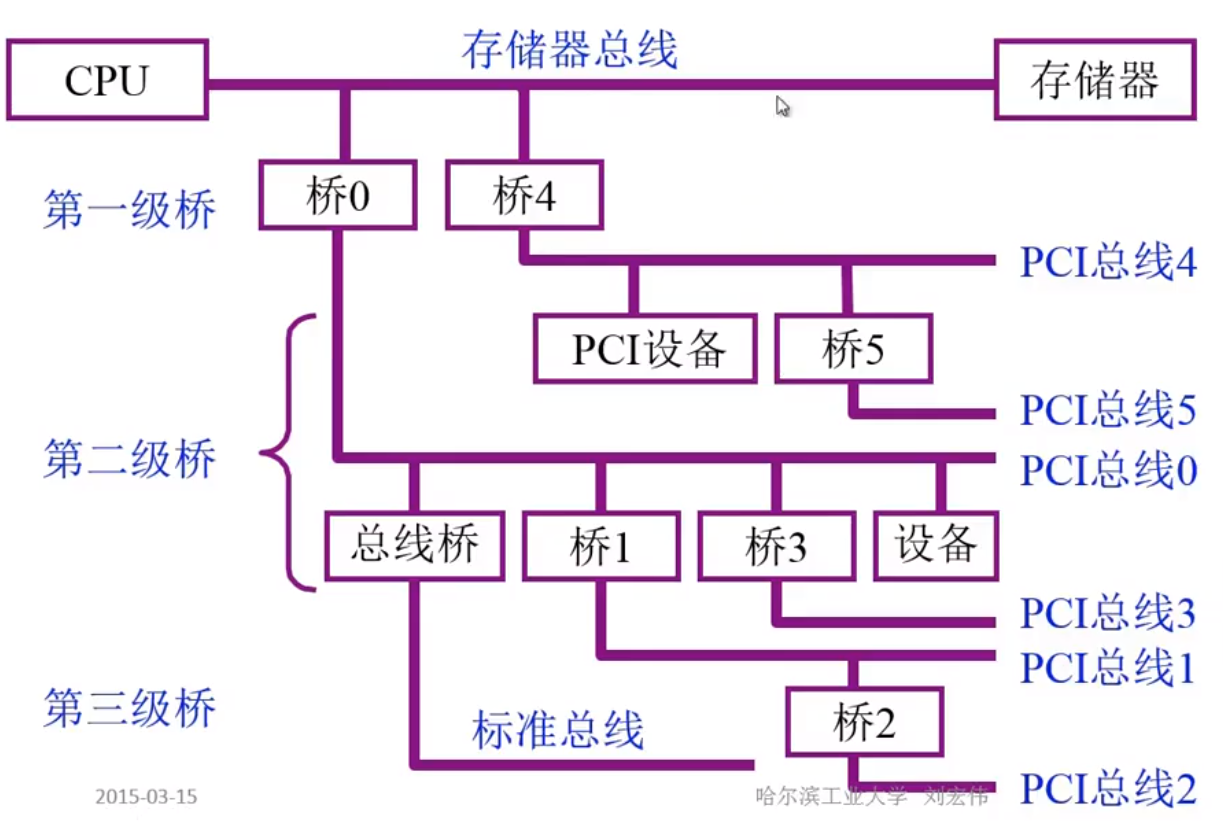 存储器总线
CPU
存储器
第一级桥
桥0
桥4
PCI总线4
PCI设备
桥5
PCI总线5
第二级桥
PCI总线0
总线桥
桥1
桥3
设备
PCI总线3
PCI总线1
第三级桥
标准总线
桥2
2015-03-15
哈尔滨工业大学 刘宏伟
PCI总线2